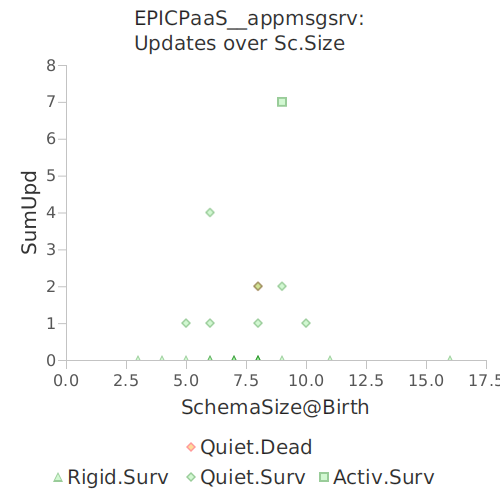 EPICPaaS__appmsgsrv:
Updates over Sc.Size
8
7
6
5
4
3
2
1
0
SumUpd
0.0 2.5 5.0 7.5 10.0 12.5 15.0 17.5
SchemaSize@Birth
Quiet.Dead
Rigid.Surv Quiet.Surv Activ.Surv